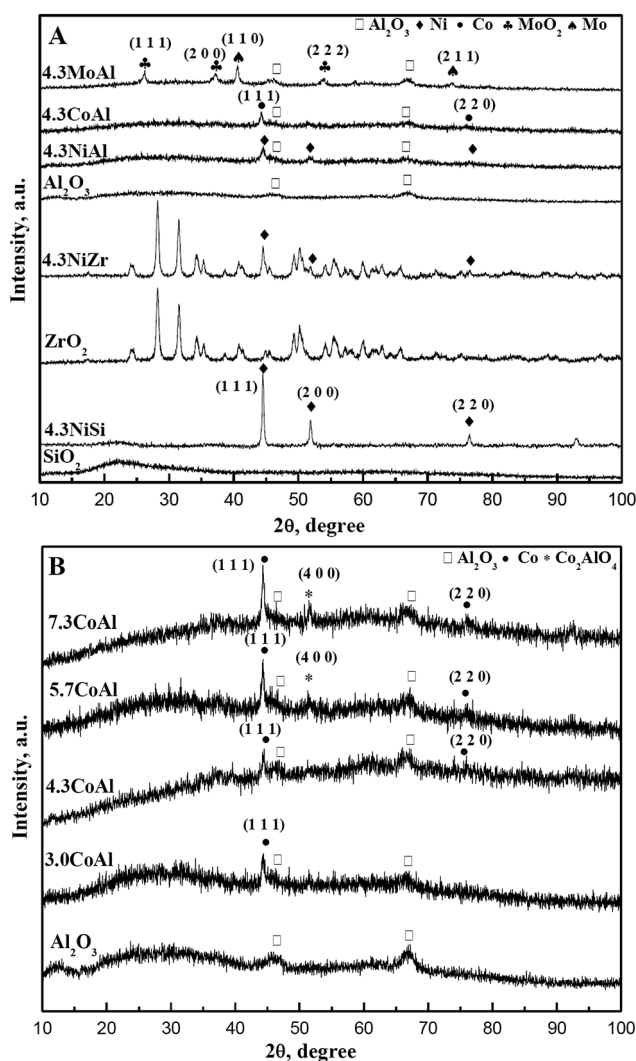 A
□ Al₂O₃ ♦ Ni ● Co ♣ MoO₂ ♠ Mo
(1 1 1) (2 0 0) (1 1 0) (2 2 2) (2 1 1)
4.3MoAl
(1 1 1) (2 2 0)
4.3CoAl
4.3NiAl
Al₂O₃
4.3NiZr
ZrO₂
(1 1 1) (2 0 0) (2 2 0)
4.3NiSi
SiO₂
Intensity, a.u.
10 20 30 40 50 60 70 80 90 100
2θ, degree
B
□ Al₂O₃ ● Co * Co₂AlO₄
(1 1 1) (4 0 0) (2 2 0)
7.3CoAl
(1 1 1) (4 0 0) (2 2 0)
5.7CoAl
(1 1 1) (2 2 0)
4.3CoAl
(1 1 1)
3.0CoAl
Al₂O₃
Intensity, a.u.
10 20 30 40 50 60 70 80 90 100
2θ, degree